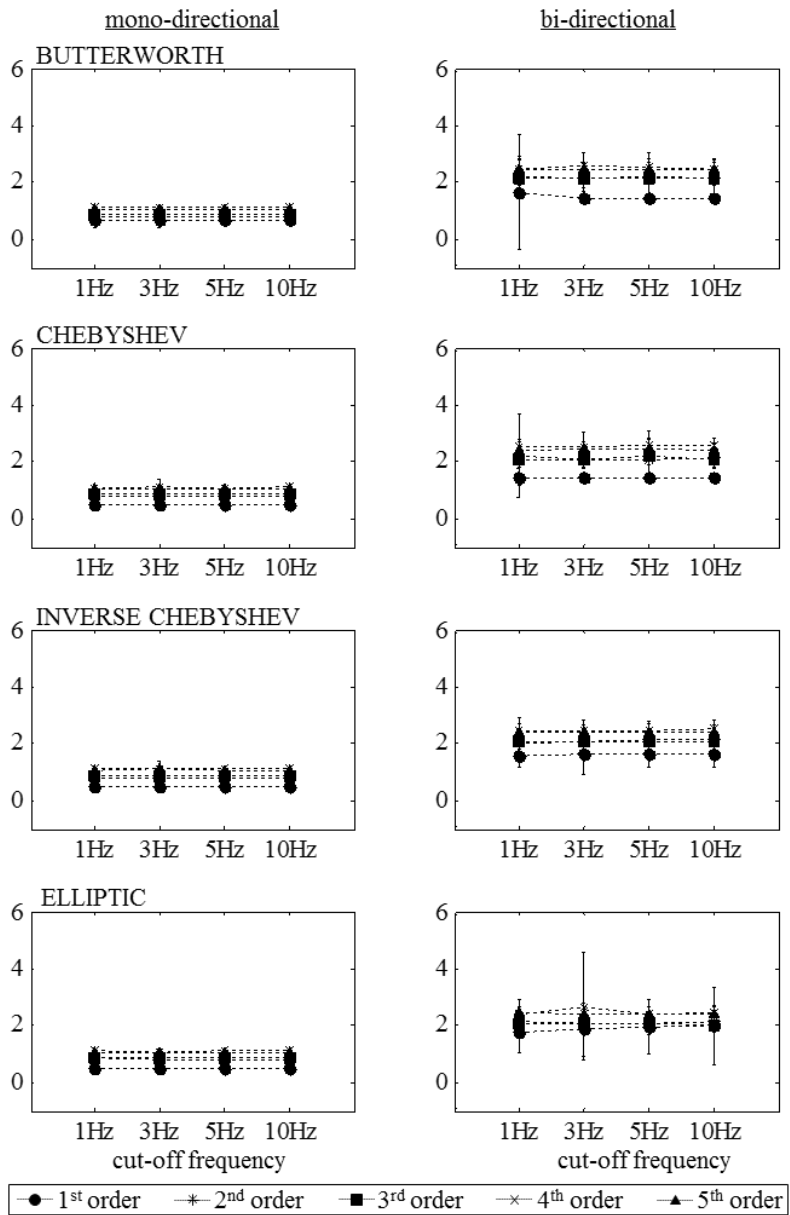 mono-directional bi-directional
BUTTERWORTH
6 6
4 4
2 2
0 0
1Hz 3Hz 5Hz 10Hz 1Hz 3Hz 5Hz 10Hz
CHEBYSHEV
6 6
4 4
2 2
0 0
1Hz 3Hz 5Hz 10Hz 1Hz 3Hz 5Hz 10Hz
INVERSE CHEBYSHEV
6 6
4 4
2 2
0 0
1Hz 3Hz 5Hz 10Hz 1Hz 3Hz 5Hz 10Hz
ELLIPTIC
6 6
4 4
2 2
0 0
1Hz 3Hz 5Hz 10Hz 1Hz 3Hz 5Hz 10Hz
cut-off frequency cut-off frequency
1st order 2nd order 3rd order 4th order 5th order